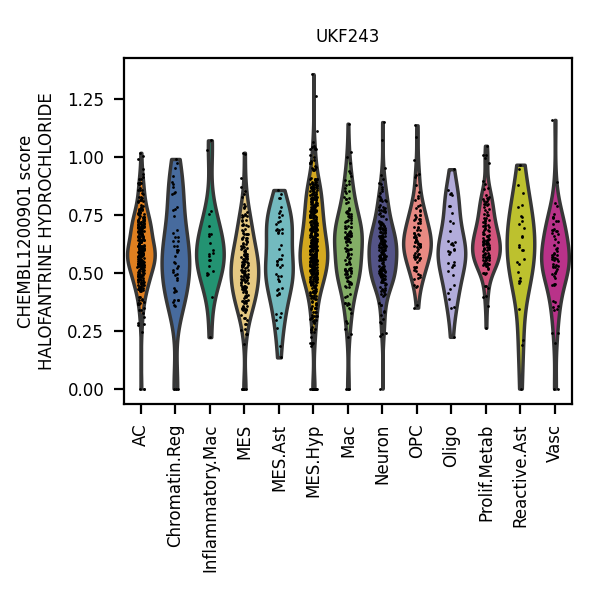 UKF243
CHEMBL1200901 score
HALOFANTRINE HYDROCHLORIDE
1.25
1.00
0.75
0.50
0.25
0.00
AC
Chromatin.Reg
Inflammatory.Mac
MES
MES.Ast
MES.Hyp
Mac
Neuron
OPC
Oligo
Prolif.Metab
Reactive.Ast
Vasc